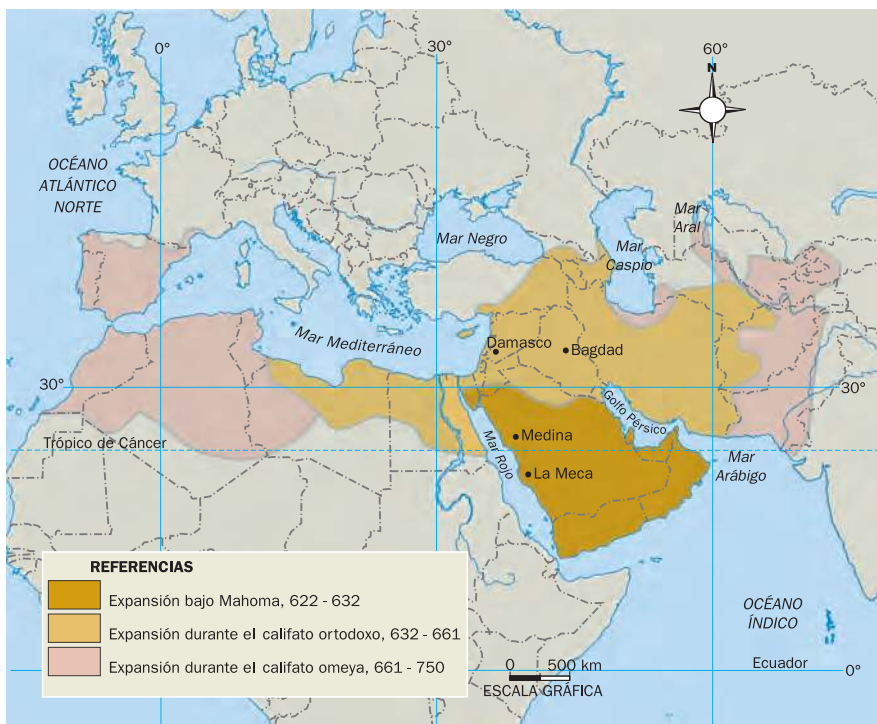 0°
30°
60°
N
OCÉANO
ATLÁNTICO
NORTE
Mar Negro
Mar
Caspio
Mar
Aral
Mar Mediterráneo
Damasco
Bagdad
30°
30°
Golfo Pérsico
Trópico de Cáncer
Medina
Mar Rojo
La Meca
Mar
Arábigo
REFERENCIAS
Expansión bajo Mahoma, 622 - 632
Expansión durante el califato ortodoxo, 632 - 661
Expansión durante el califato omeya, 661 - 750
OCÉANO
ÍNDICO
0 500 km
ESCALA GRÁFICA
Ecuador
0°